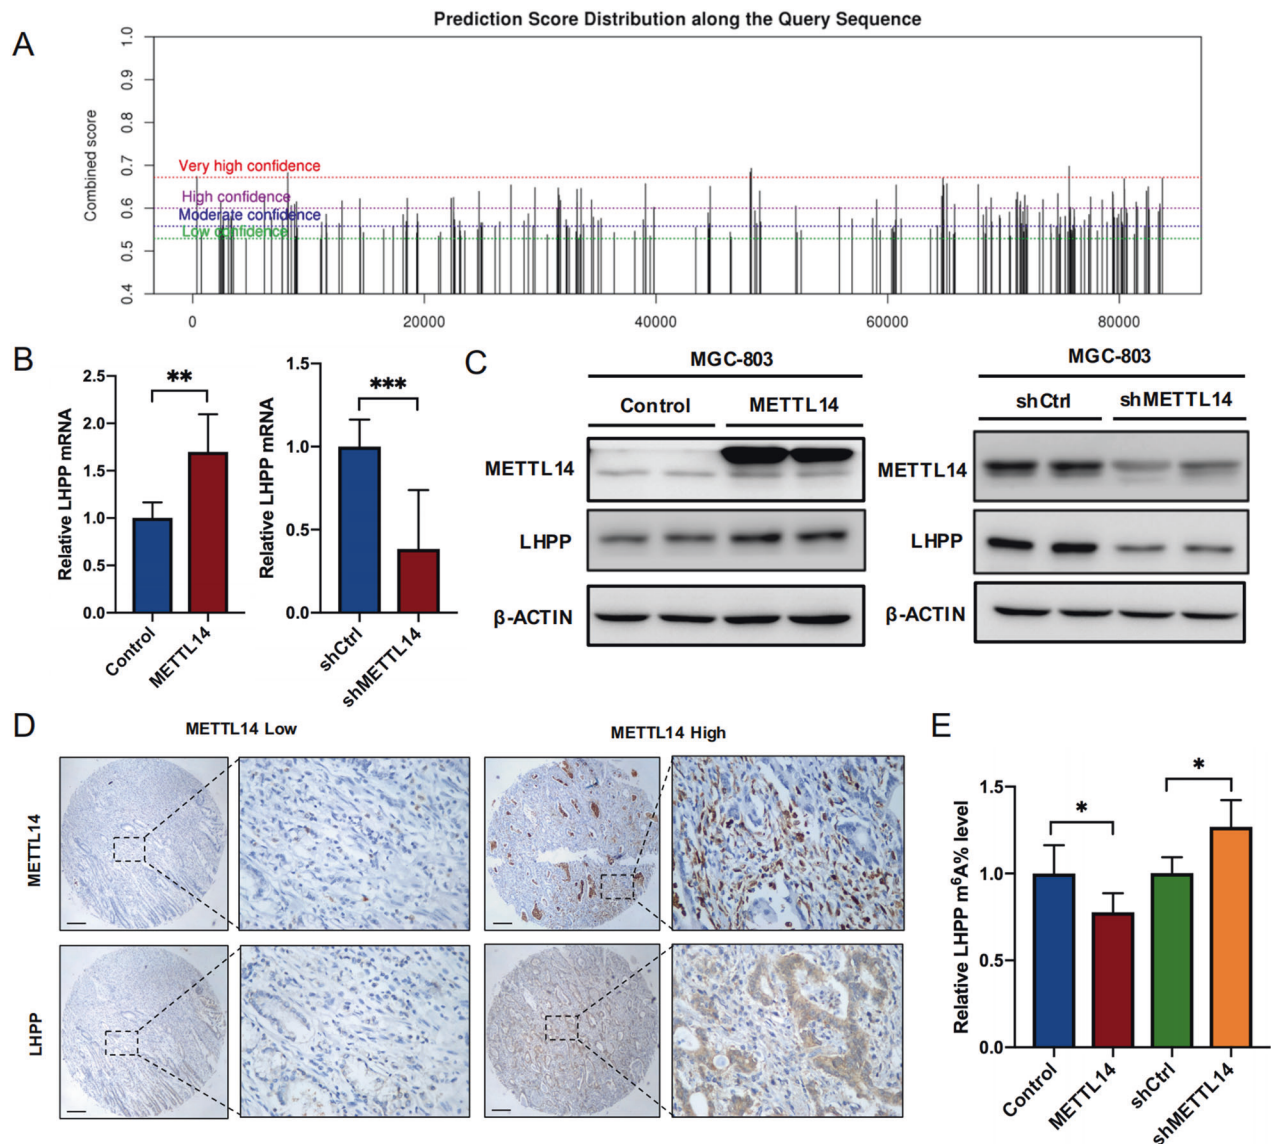 A
Prediction Score Distribution along the Query Sequence
Combined score
1.0
0.9
0.8
0.7
0.6
0.5
0.4
Very high confidence
High confidence
Moderate confidence
Low confidence
0 20000 40000 60000 80000
B
Relative LHPP mRNA
2.5
2.0
1.5
1.0
0.5
0.0
**
Control METTL14
Relative LHPP mRNA
1.5
1.0
0.5
0.0
***
shCtrl shMETTL14
C
MGC-803
Control METTL14
METTL14
LHPP
β-ACTIN
MGC-803
shCtrl shMETTL14
METTL14
LHPP
β-ACTIN
D
METTL14 Low METTL14 High
METTL14
LHPP
E
Relative LHPP m⁶A% level
1.5
1.0
0.5
0.0
* *
Control METTL14 shCtrl shMETTL14